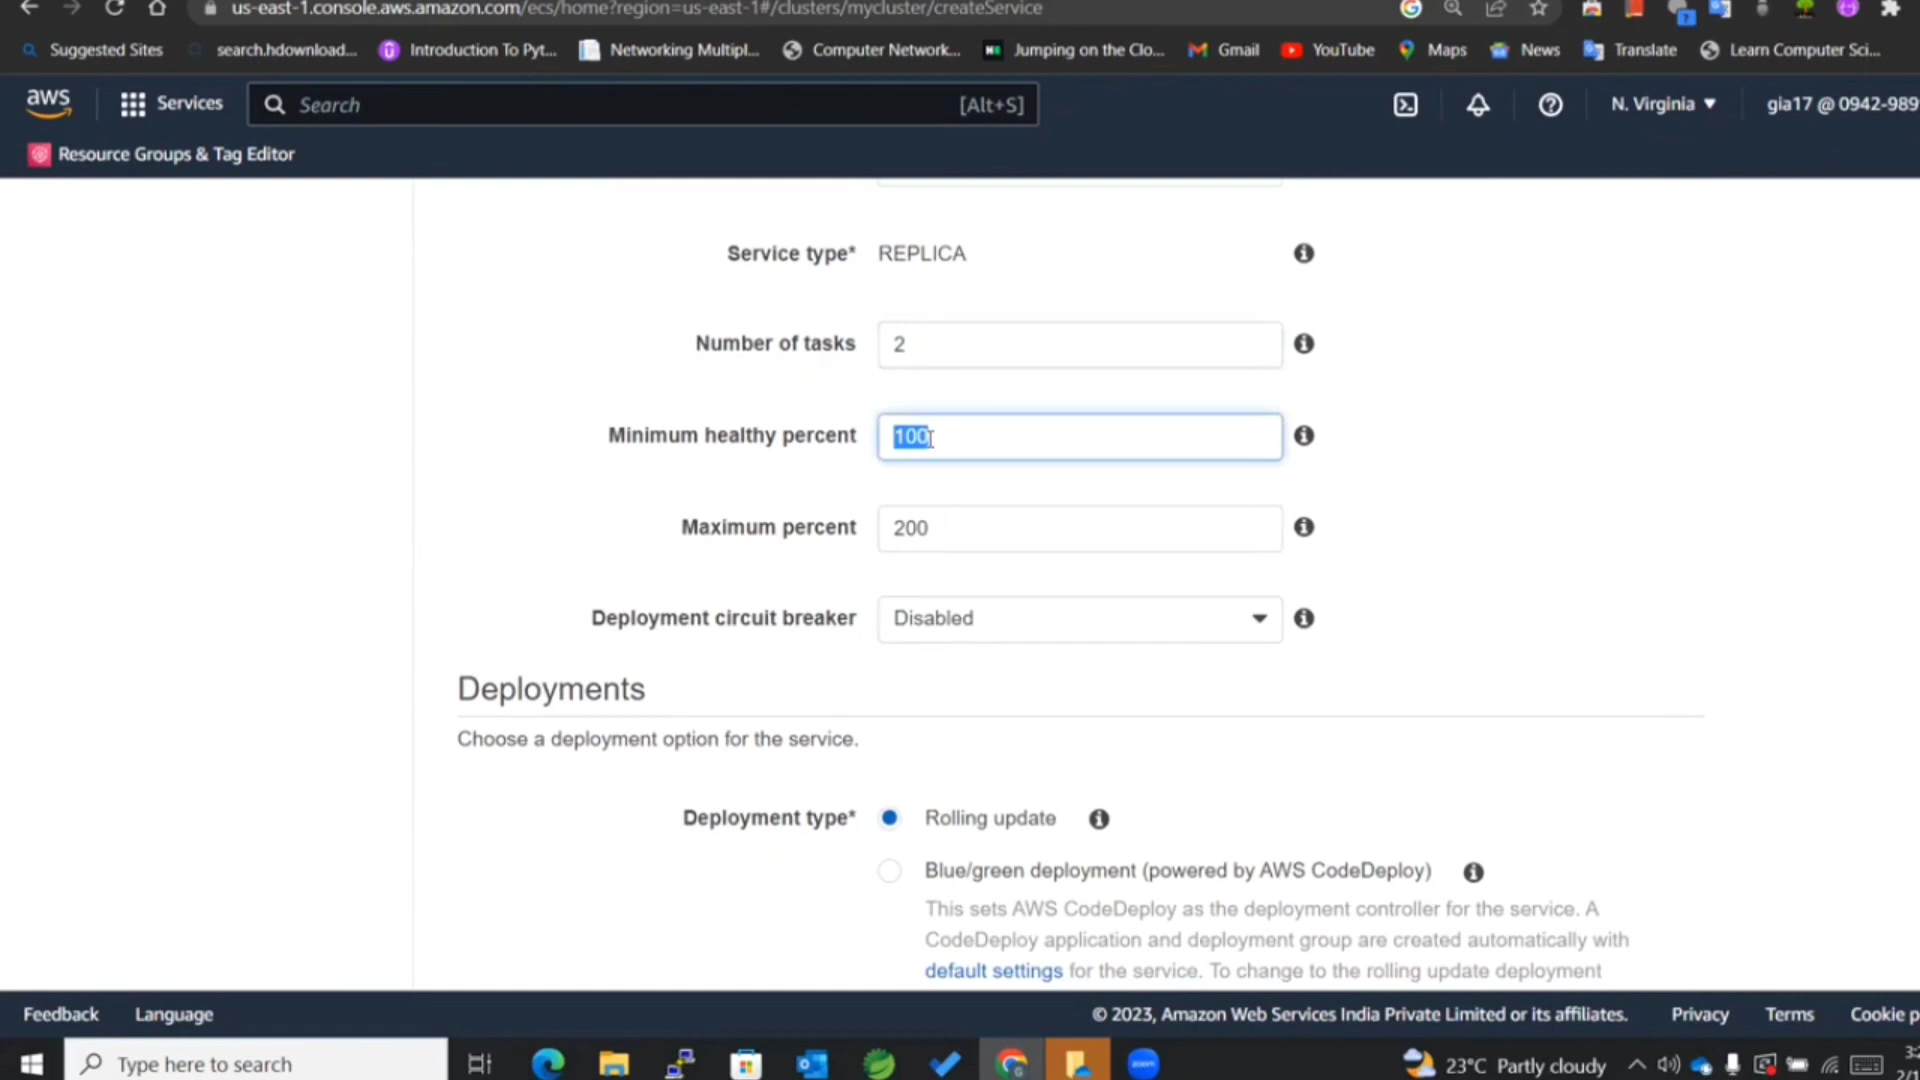 us-east-1.console.aws.amazon.com/ecs/home?region=us-east-1#/clusters/mycluster/createService
Suggested Sites search.hdownload... Introduction To Pyt... Networking Multipl... Computer Network... Jumping on the Clo... Gmail YouTube Maps News Translate Learn Computer Sci...
aws Services Search [Alt+S] N. Virginia gia17 @ 0942-989
Resource Groups & Tag Editor
Service type* REPLICA
Number of tasks 2
Minimum healthy percent 100
Maximum percent 200
Deployment circuit breaker Disabled
Deployments
Choose a deployment option for the service.
Deployment type* Rolling update
Blue/green deployment (powered by AWS CodeDeploy)
This sets AWS CodeDeploy as the deployment controller for the service. A
CodeDeploy application and deployment group are created automatically with
default settings for the service. To change to the rolling update deployment
Feedback Language © 2023, Amazon Web Services India Private Limited or its affiliates. Privacy Terms Cookie p
Type here to search zoom 23°C Partly cloudy